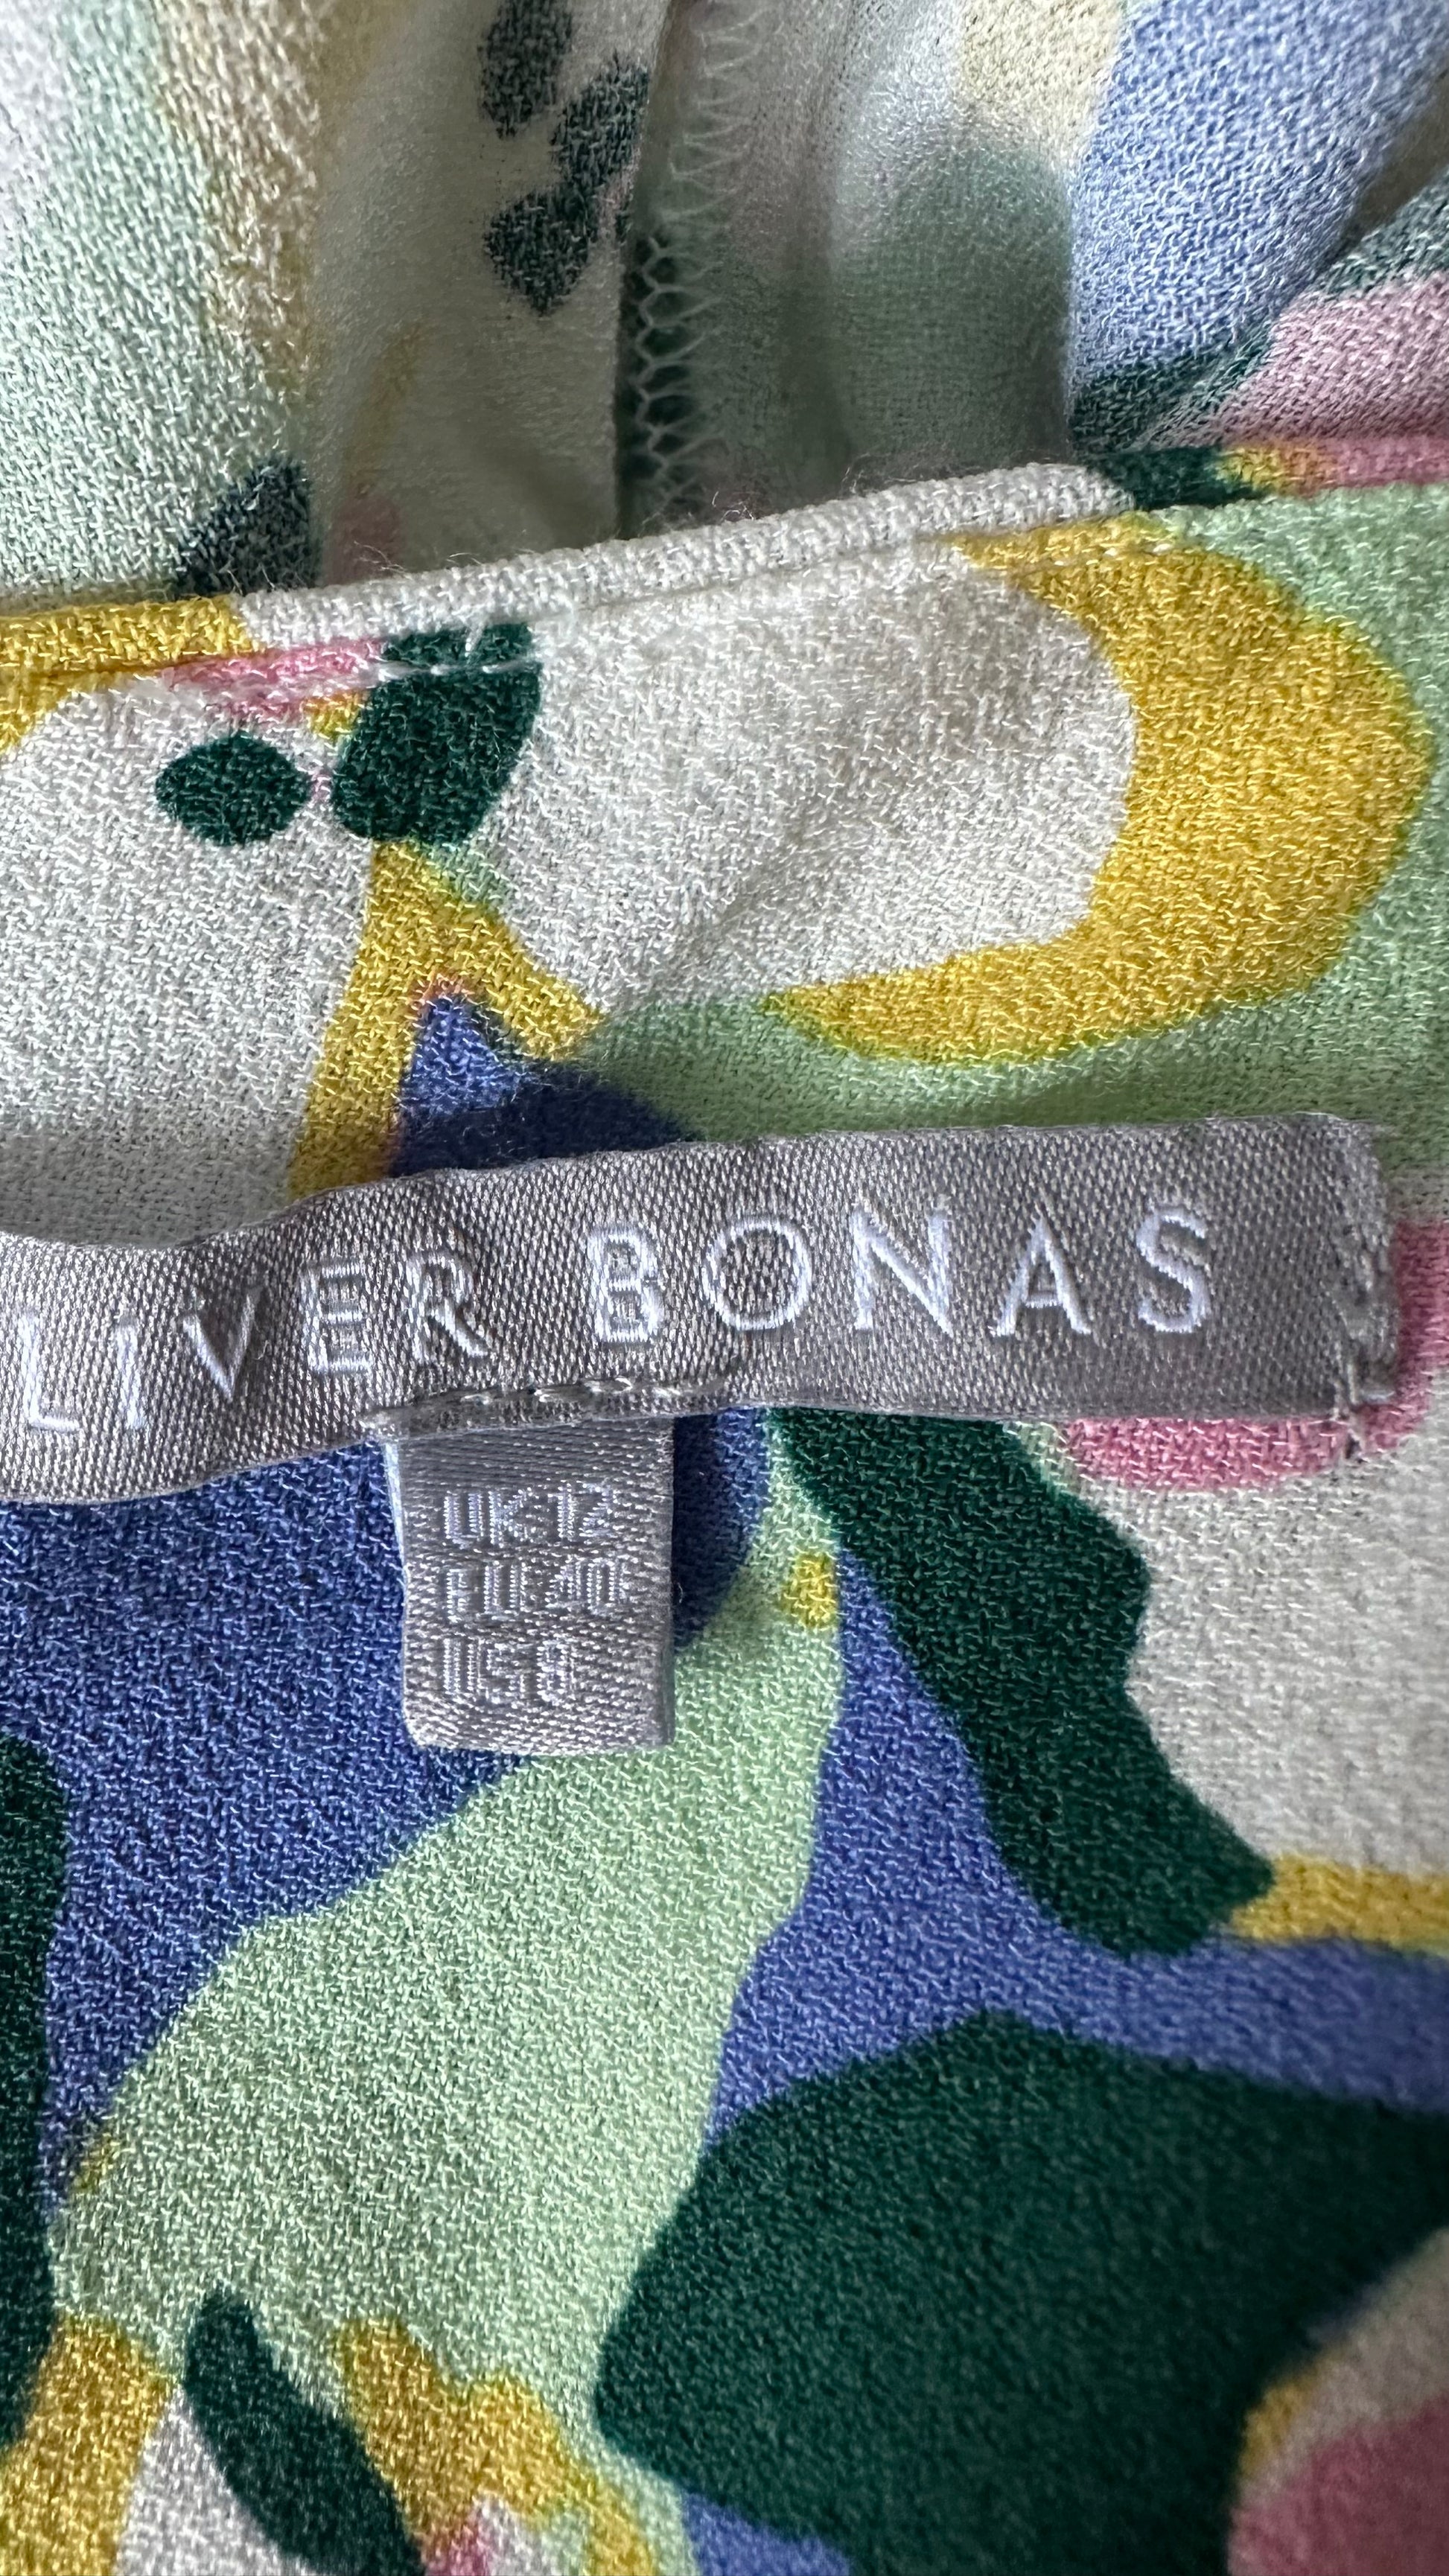 LIVER BONAS
UK 12
EU 40
US 8